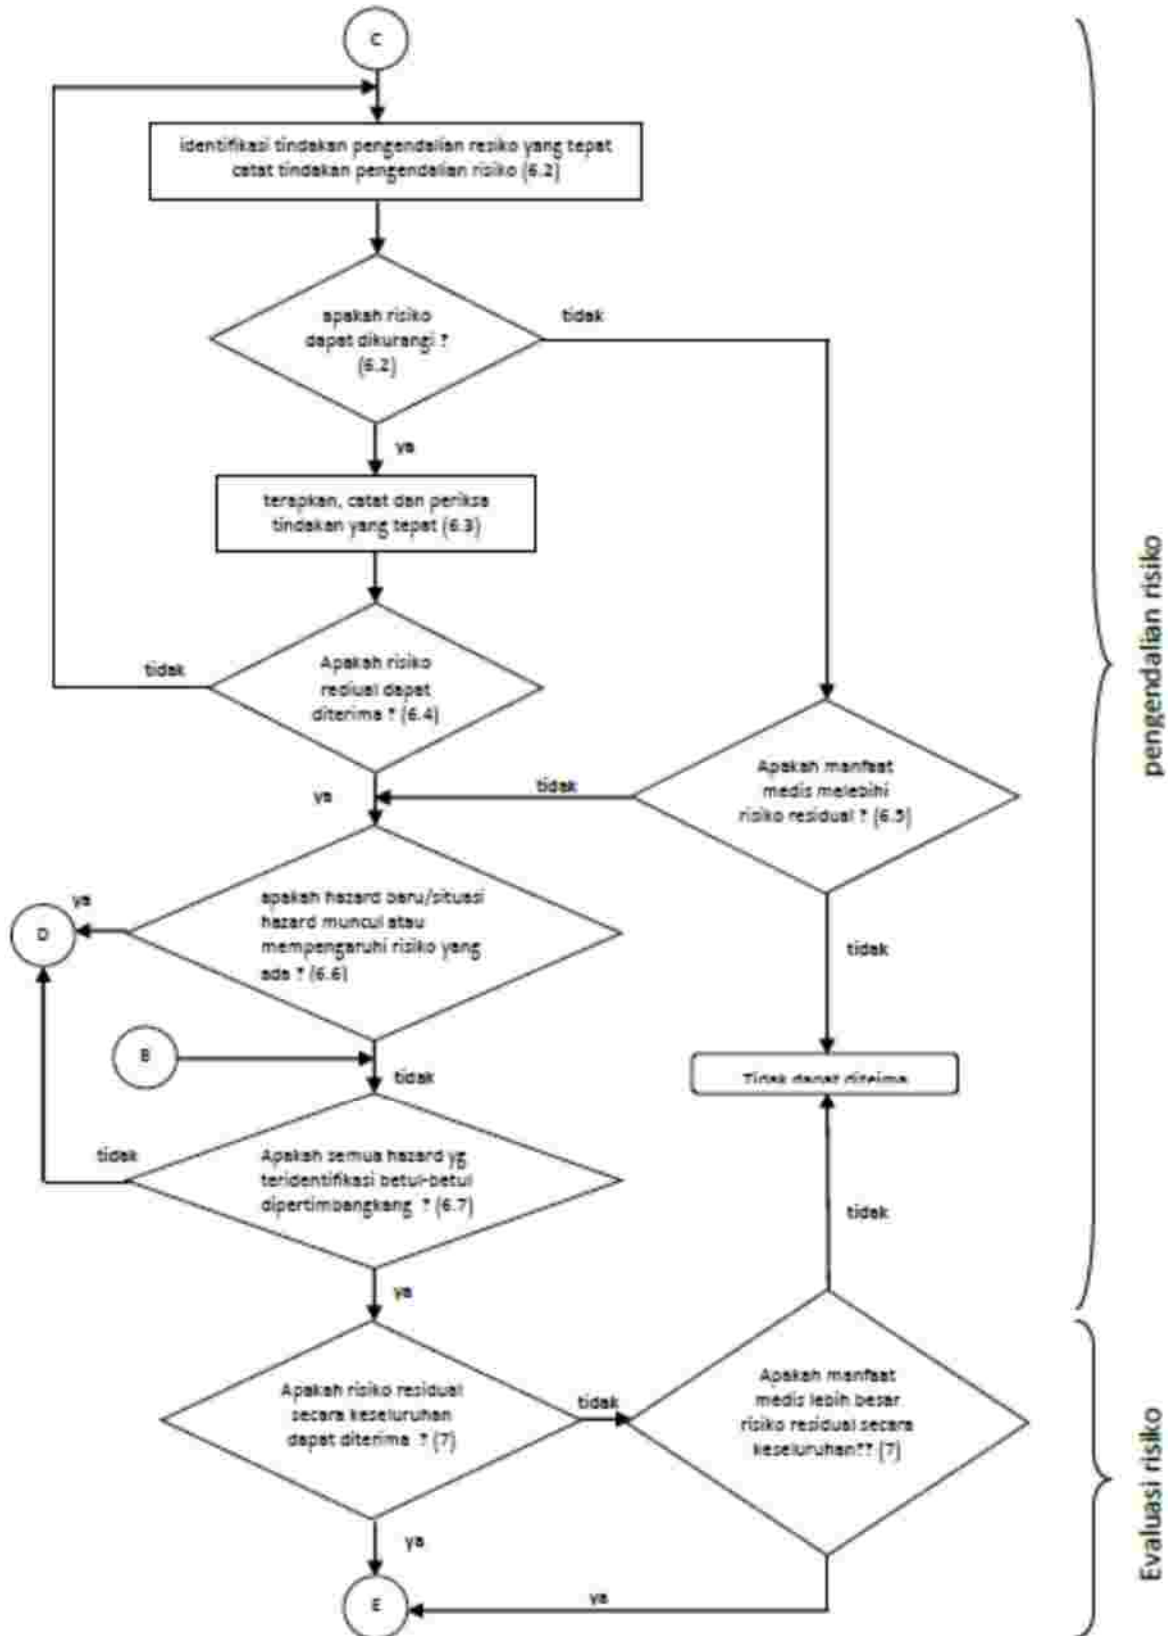 C
identifikasi tindakan pengendalian resiko yang tepat
catat tindakan pengendalian risiko (6.2)
apakah risiko
dapat dikurangi ?
(6.2)
tidak
ya
terapkan, catat dan periksa
tindakan yang tepat (6.3)
Apakah risiko
rediual dapat
diterima ? (6.4)
tidak
ya
Apakah manfaat
medis melebihi
risiko residual ? (6.5)
tidak
tidak
apakah hazard baru/situasi
hazard muncul atau
mempengaruhi risiko yang
ada ? (6.6)
ya
D
B
tidak
Tidak dapat diteima
Apakah semua hazard yg
teridentifikasi betul-betul
dipertimbangkang ? (6.7)
tidak
ya
tidak
Apakah risiko residual
secara keseluruhan
dapat diterima ? (7)
tidak
Apakah manfaat
medis lebih besar
risiko residual secara
keseluruhan?? (7)
ya
E
ya
pengendalian risiko
Evaluasi risiko